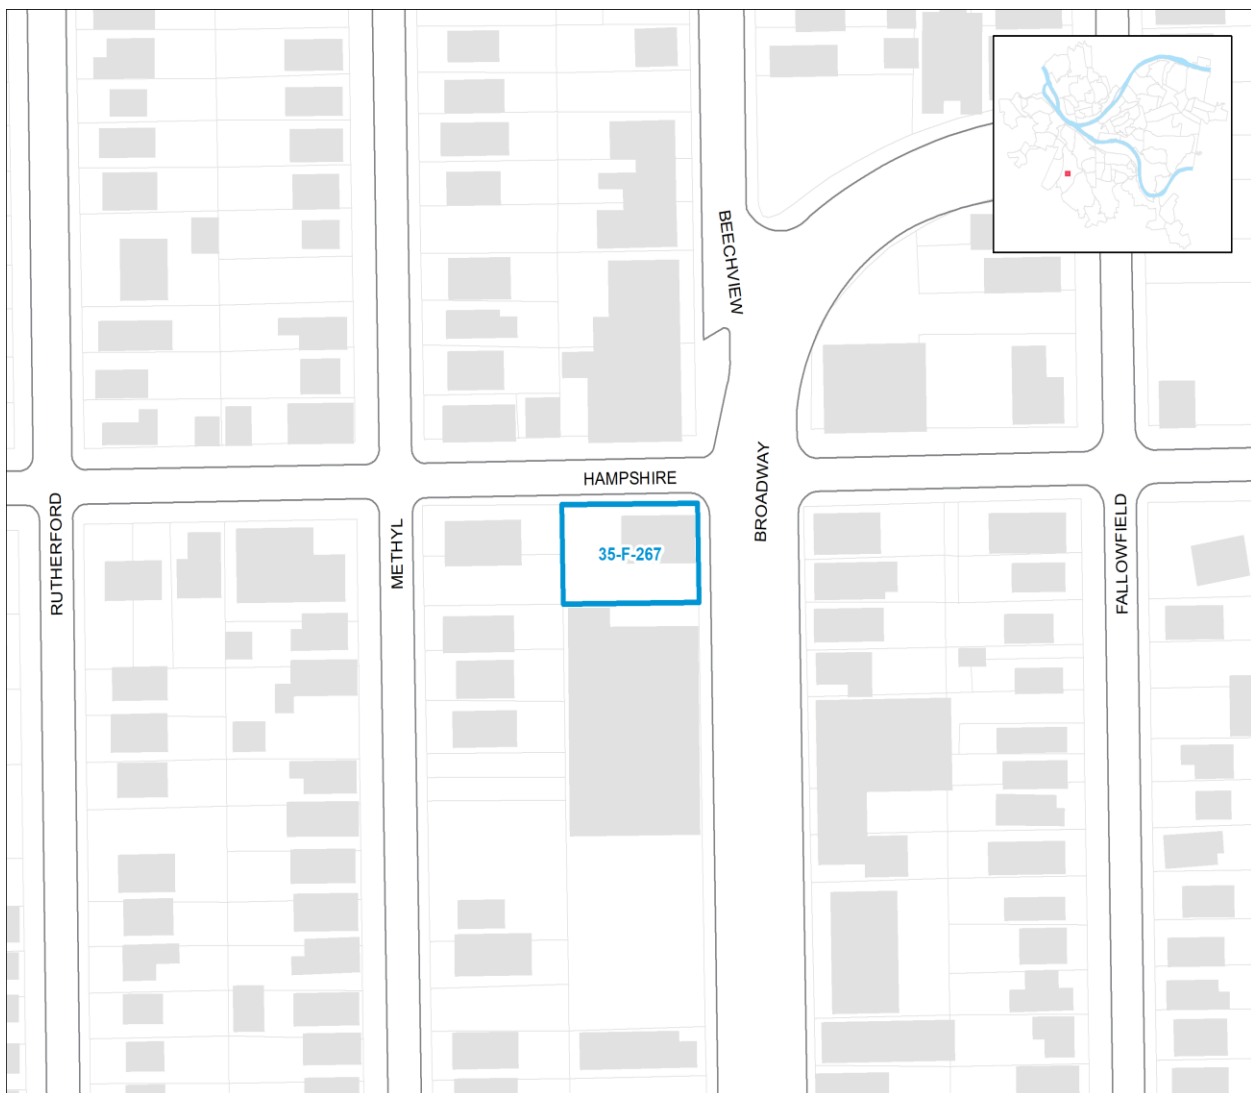 BEECHVIEW
HAMPSHIRE
BROADWAY
RUTHERFORD
METHYL
35-F-267
FALLOWFIELD